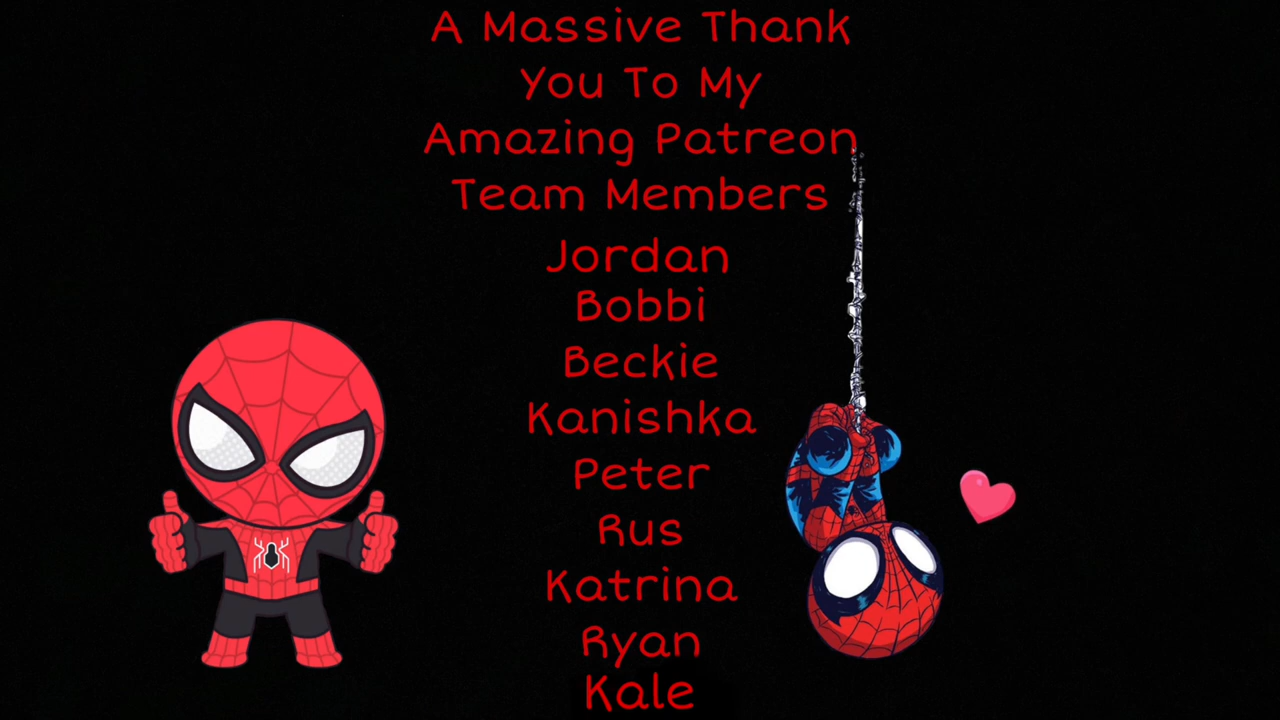 A Massive Thank
You To My
Amazing Patreon
Team Members
Jordan
Bobbi
Beckie
Kanishka
Peter
Rus
Katrina
Ryan
Kale